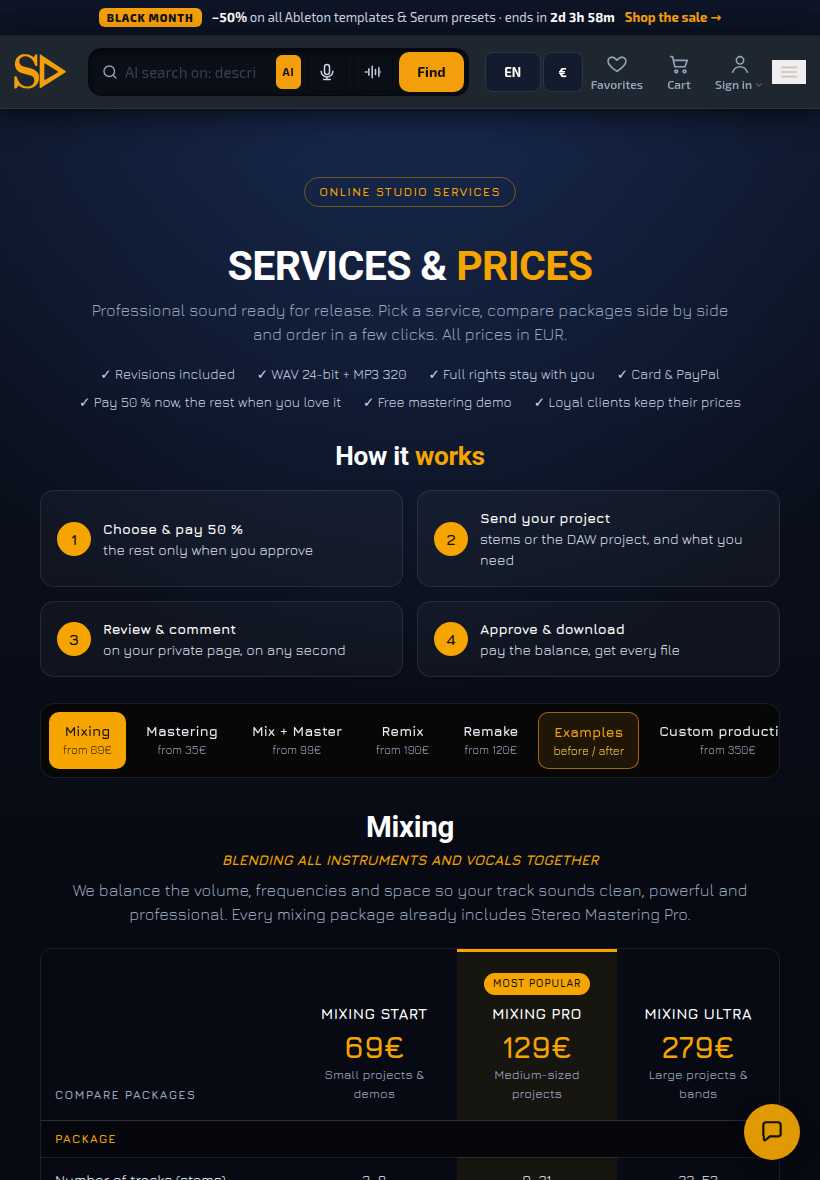 BLACK MONTH −50% on all Ableton templates & Serum presets · ends in 2d 3h 58m Shop the sale →
AI search on: descri AI Find EN € Favorites Cart Sign in
ONLINE STUDIO SERVICES
SERVICES & PRICES
Professional sound ready for release. Pick a service, compare packages side by side
and order in a few clicks. All prices in EUR.
✓ Revisions included ✓ WAV 24-bit + MP3 320 ✓ Full rights stay with you ✓ Card & PayPal
✓ Pay 50 % now, the rest when you love it ✓ Free mastering demo ✓ Loyal clients keep their prices
How it works
1 Choose & pay 50 %
the rest only when you approve
2 Send your project
stems or the DAW project, and what you
need
3 Review & comment
on your private page, on any second
4 Approve & download
pay the balance, get every file
Mixing Mastering Mix + Master Remix Remake Examples Custom producti
from 69€ from 35€ from 99€ from 190€ from 120€ before / after from 350€
Mixing
BLENDING ALL INSTRUMENTS AND VOCALS TOGETHER
We balance the volume, frequencies and space so your track sounds clean, powerful and
professional. Every mixing package already includes Stereo Mastering Pro.
MOST POPULAR
MIXING START MIXING PRO MIXING ULTRA
69€ 129€ 279€
Small projects & Medium-sized Large projects &
demos projects bands
COMPARE PACKAGES
PACKAGE
Number of tracks (stems)